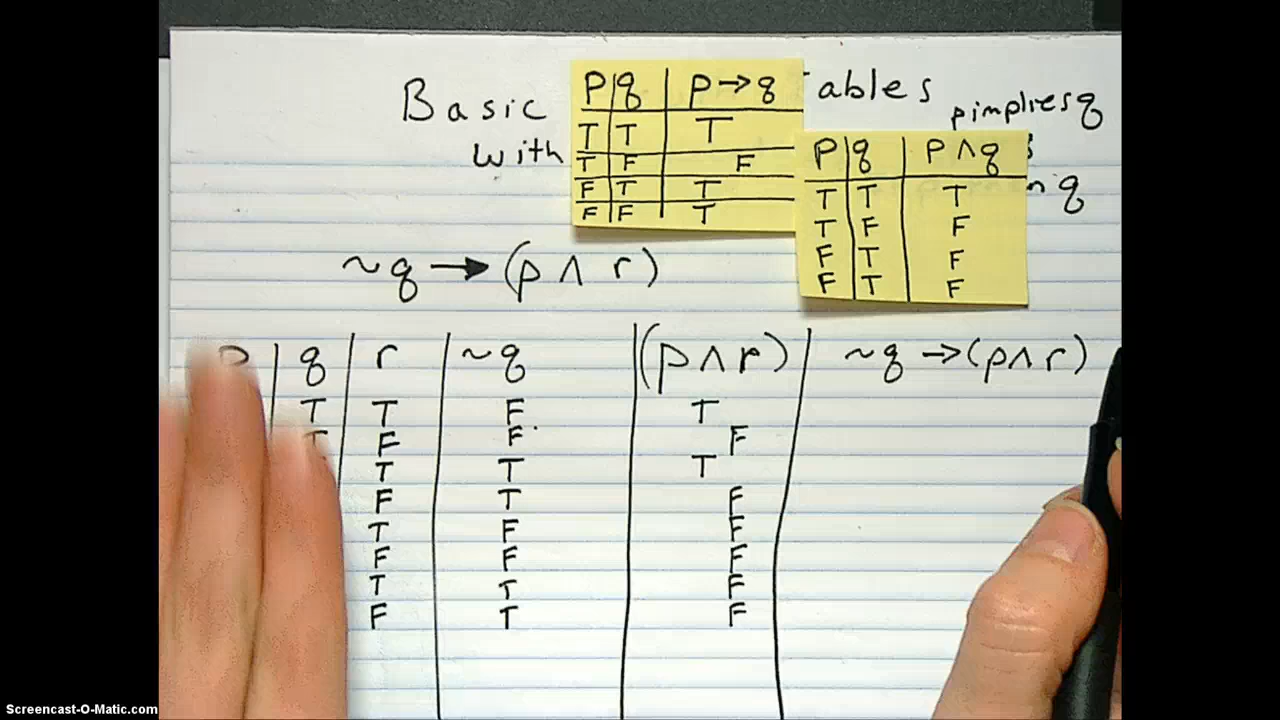 Basic
ables
with
p implies q
n q
p q p → q
T T T
T F F
F T T
F F T
p q p ∧ q
T T T
T F F
F T F
F T F
~q → (p ∧ r)
q r ~q (p ∧ r) ~q → (p ∧ r)
T T F T
T F F F
T T T
F T F
T F F
F F F
T T F
F T F
Screencast-O-Matic.com